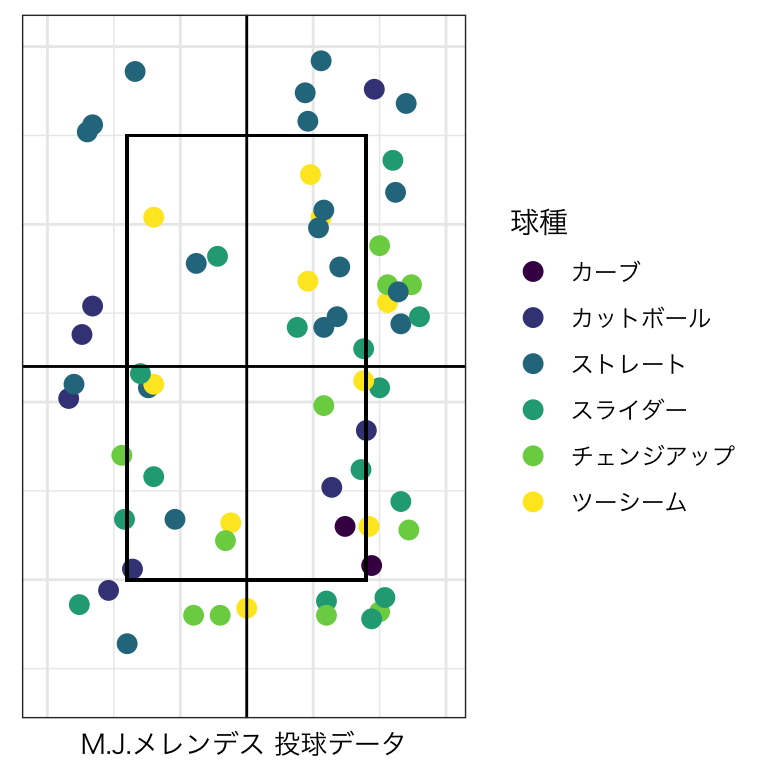 球種
カーブ
カットボール
ストレート
スライダー
チェンジアップ
ツーシーム
M.J.メレンデス 投球データ